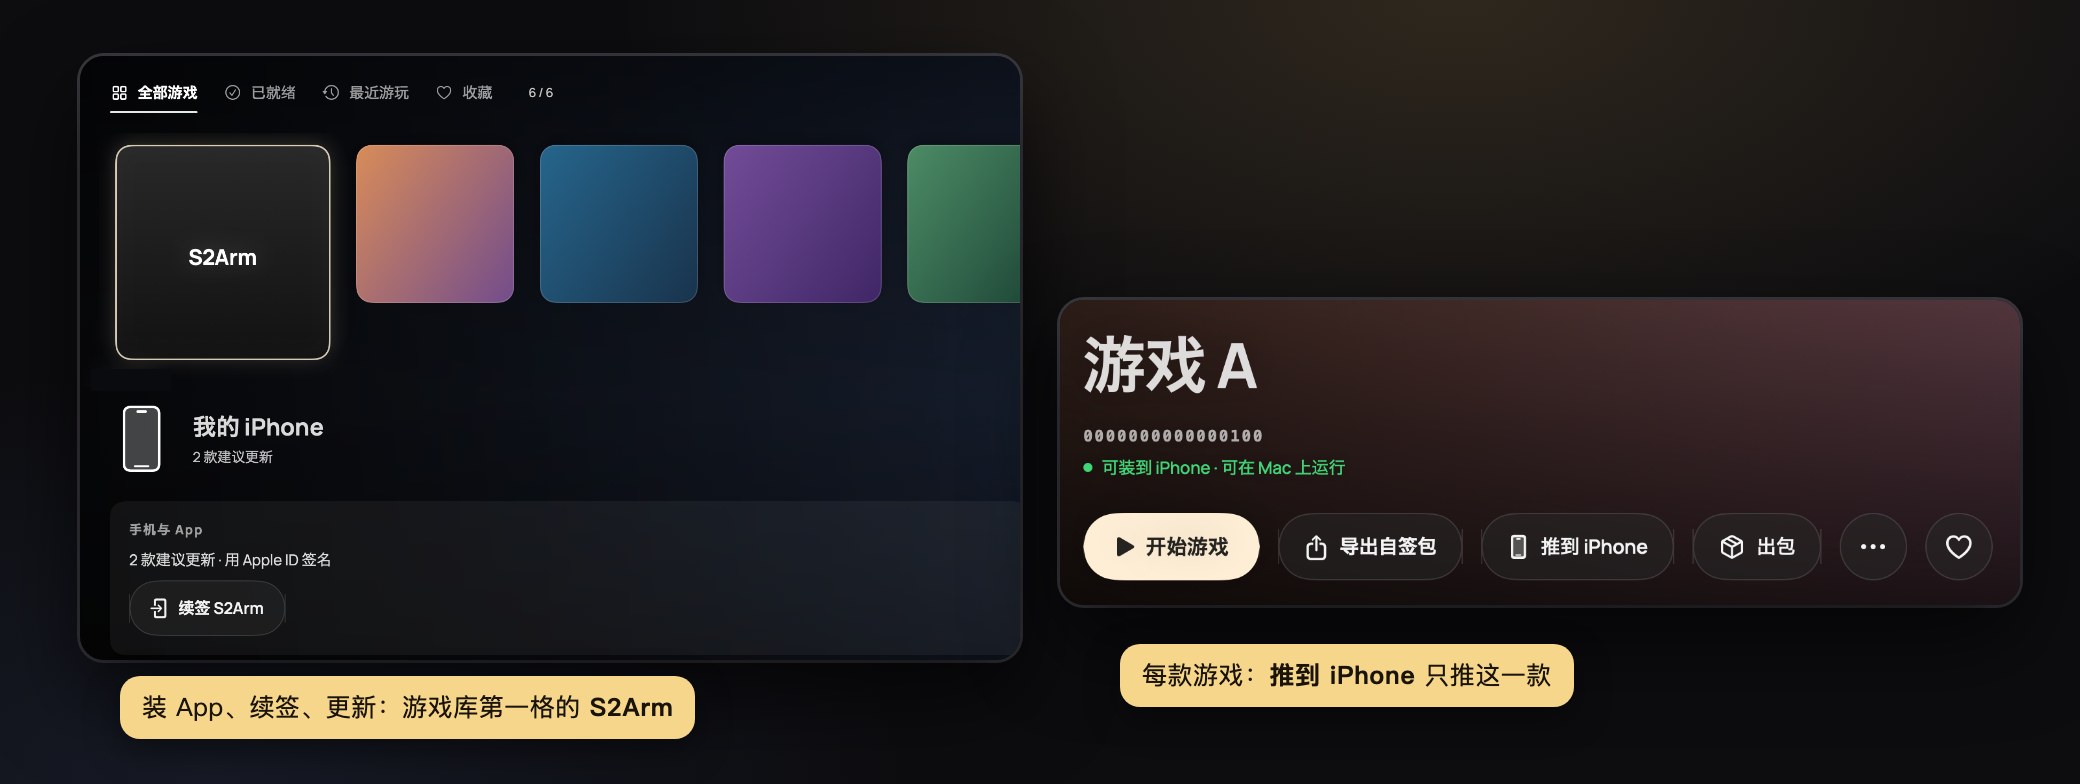 全部游戏 已就绪 最近游玩 收藏 6 / 6
S2Arm
我的 iPhone
2 款建议更新
手机与 App
2 款建议更新 · 用 Apple ID 签名
续签 S2Arm
装 App、续签、更新：游戏库第一格的 S2Arm
游戏 A
0000000000000100
可装到 iPhone · 可在 Mac 上运行
开始游戏 导出自签包 推到 iPhone 出包
每款游戏：推到 iPhone 只推这一款